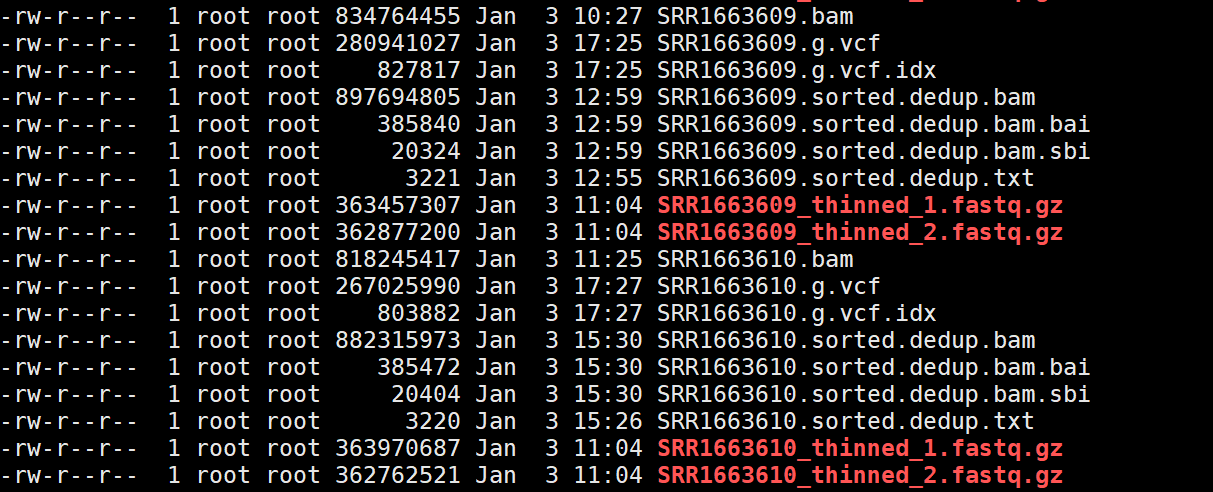 -rw-r--r--  1 root root 834764455 Jan  3 10:27 SRR1663609.bam
-rw-r--r--  1 root root 280941027 Jan  3 17:25 SRR1663609.g.vcf
-rw-r--r--  1 root root    827817 Jan  3 17:25 SRR1663609.g.vcf.idx
-rw-r--r--  1 root root 897694805 Jan  3 12:59 SRR1663609.sorted.dedup.bam
-rw-r--r--  1 root root    385840 Jan  3 12:59 SRR1663609.sorted.dedup.bam.bai
-rw-r--r--  1 root root     20324 Jan  3 12:59 SRR1663609.sorted.dedup.bam.sbi
-rw-r--r--  1 root root      3221 Jan  3 12:55 SRR1663609.sorted.dedup.txt
-rw-r--r--  1 root root 363457307 Jan  3 11:04 SRR1663609_thinned_1.fastq.gz
-rw-r--r--  1 root root 362877200 Jan  3 11:04 SRR1663609_thinned_2.fastq.gz
-rw-r--r--  1 root root 818245417 Jan  3 11:25 SRR1663610.bam
-rw-r--r--  1 root root 267025990 Jan  3 17:27 SRR1663610.g.vcf
-rw-r--r--  1 root root    803882 Jan  3 17:27 SRR1663610.g.vcf.idx
-rw-r--r--  1 root root 882315973 Jan  3 15:30 SRR1663610.sorted.dedup.bam
-rw-r--r--  1 root root    385472 Jan  3 15:30 SRR1663610.sorted.dedup.bam.bai
-rw-r--r--  1 root root     20404 Jan  3 15:30 SRR1663610.sorted.dedup.bam.sbi
-rw-r--r--  1 root root      3220 Jan  3 15:26 SRR1663610.sorted.dedup.txt
-rw-r--r--  1 root root 363970687 Jan  3 11:04 SRR1663610_thinned_1.fastq.gz
-rw-r--r--  1 root root 362762521 Jan  3 11:04 SRR1663610_thinned_2.fastq.gz